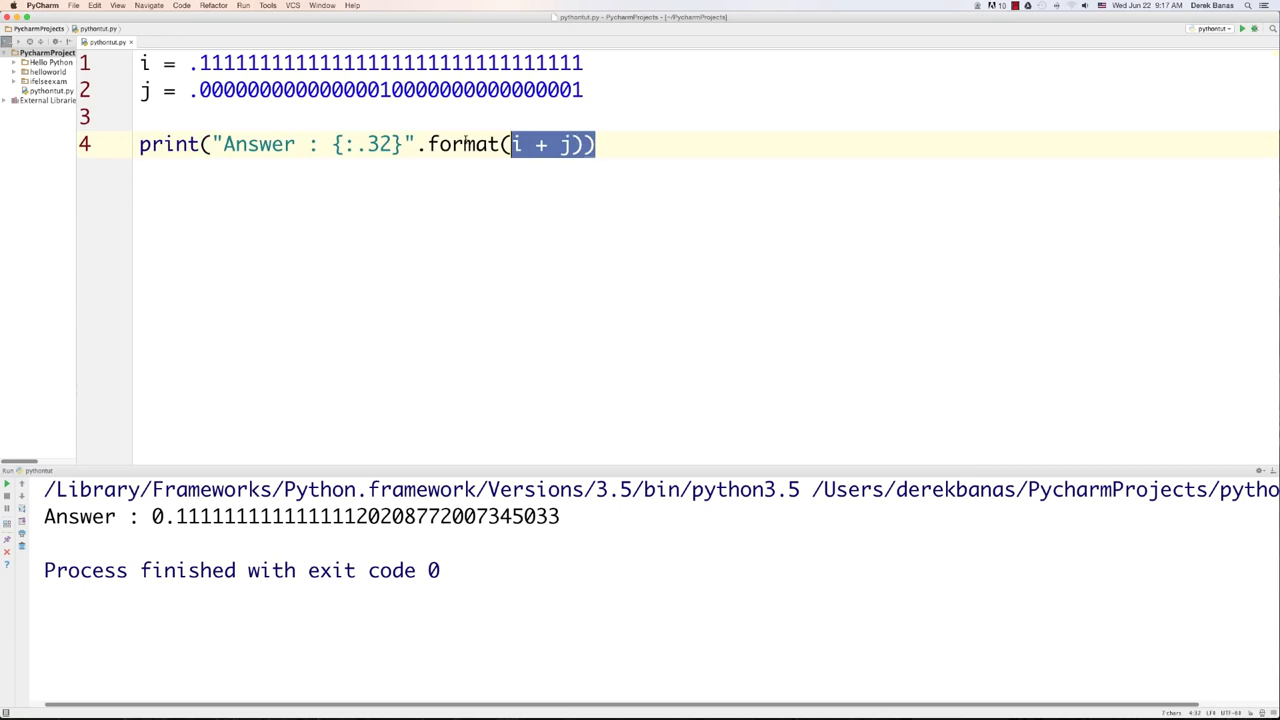 PyCharm File Edit View Navigate Code Refactor Run Tools VCS Window Help
10 Wed Jun 22 9:17 AM Derek Banas
pythontut.py - PycharmProjects - [~/PycharmProjects]
PycharmProjects pythontut.py pythontut
pythontut.py
PycharmProject
Hello Python
helloworld
ifelseexam
pythontut.py
External Librarie
1 i = .11111111111111111111111111111111
2 j = .00000000000000010000000000000001
3
4 print("Answer : {:.32}".format(i + j))
Run pythontut
/Library/Frameworks/Python.framework/Versions/3.5/bin/python3.5 /Users/derekbanas/PycharmProjects/pytho
Answer : 0.11111111111111120208772007345033
Process finished with exit code 0
7 chars 4:32 LF UTF-8